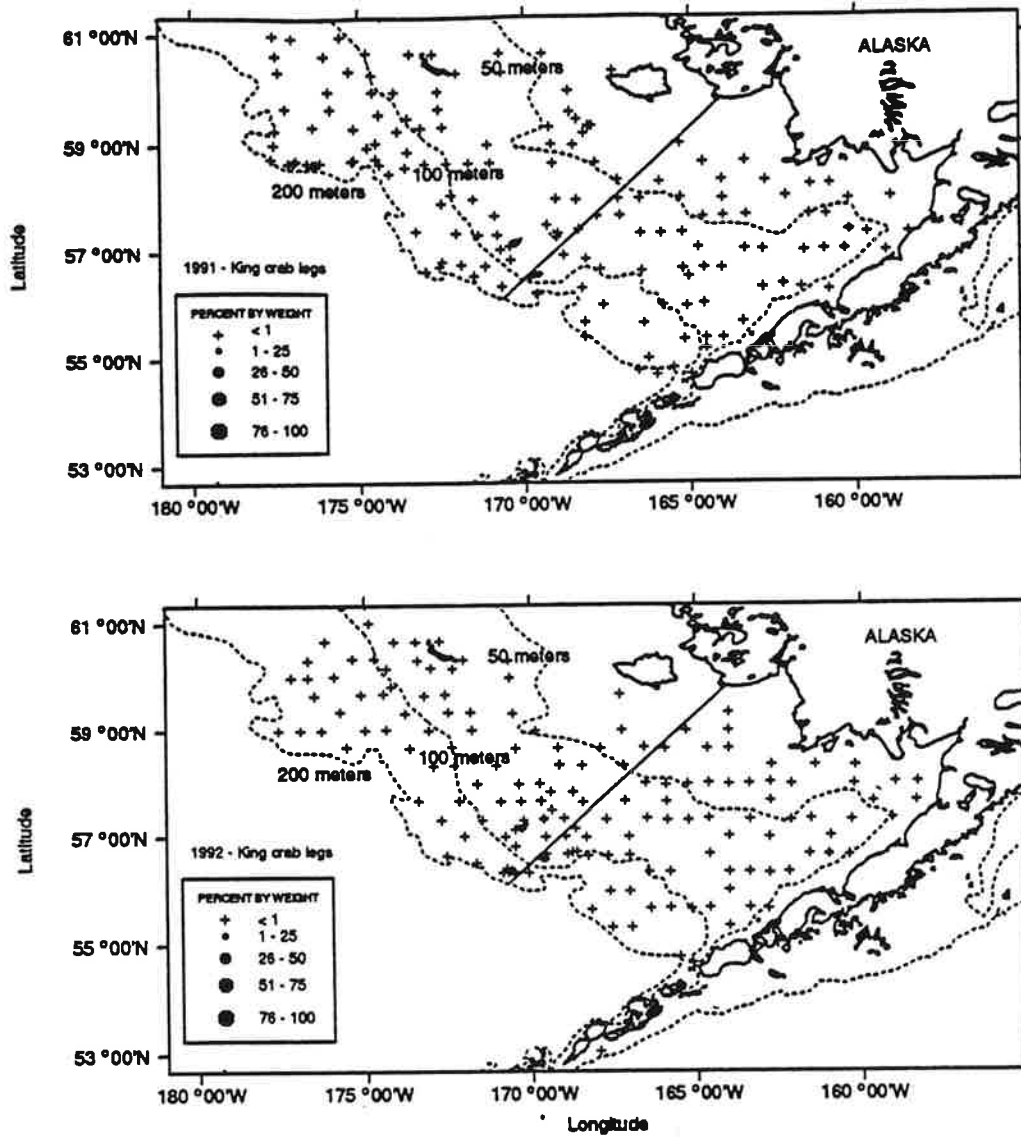 61 °00'N
59 °00'N
57 °00'N
55 °00'N
53 °00'N
Latitude
ALASKA
50 meters
100 meters
200 meters
1991 - King crab legs
PERCENT BY WEIGHT
< 1
1 - 25
26 - 50
51 - 75
76 - 100
180 °00'W
175 °00'W
170 °00'W
165 °00'W
160 °00'W
61 °00'N
59 °00'N
57 °00'N
55 °00'N
53 °00'N
Latitude
ALASKA
50 meters
100 meters
200 meters
1992 - King crab legs
PERCENT BY WEIGHT
< 1
1 - 25
26 - 50
51 - 75
76 - 100
180 °00'W
175 °00'W
170 °00'W
165 °00'W
160 °00'W
Longitude